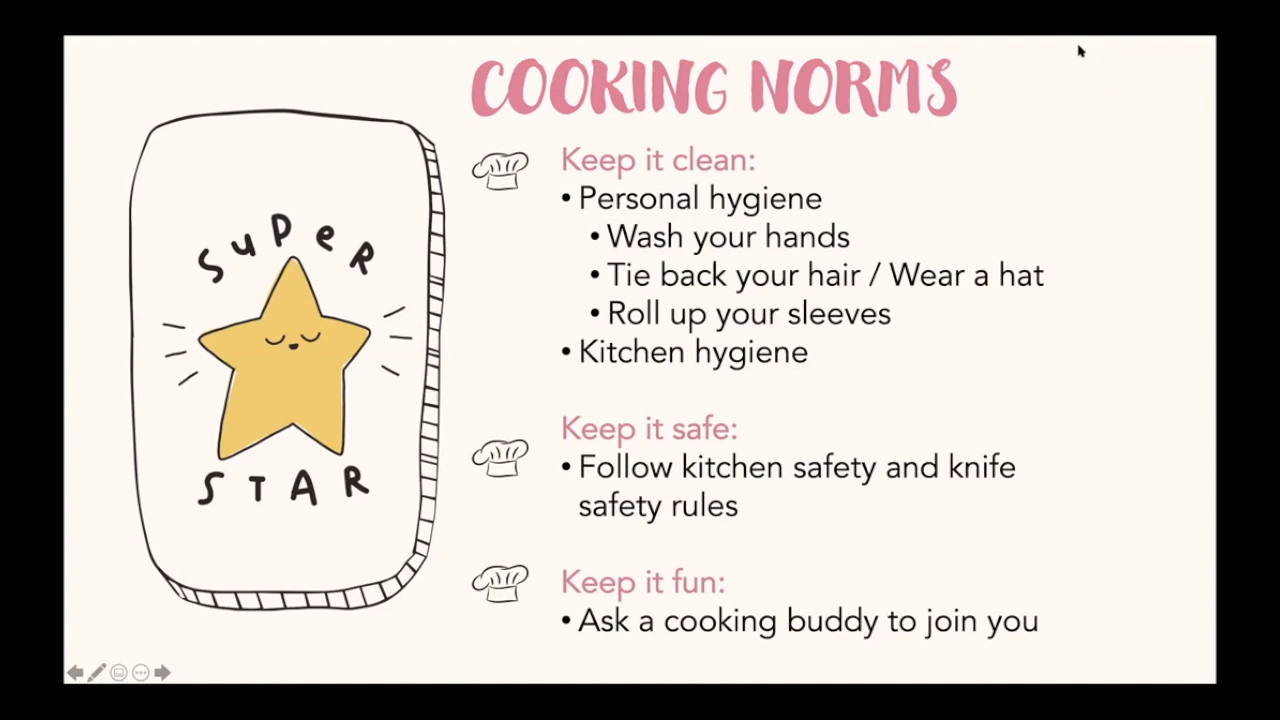 COOKING NORMS
SUPeR
STAR
Keep it clean:
• Personal hygiene
• Wash your hands
• Tie back your hair / Wear a hat
• Roll up your sleeves
• Kitchen hygiene
Keep it safe:
• Follow kitchen safety and knife
safety rules
Keep it fun:
• Ask a cooking buddy to join you